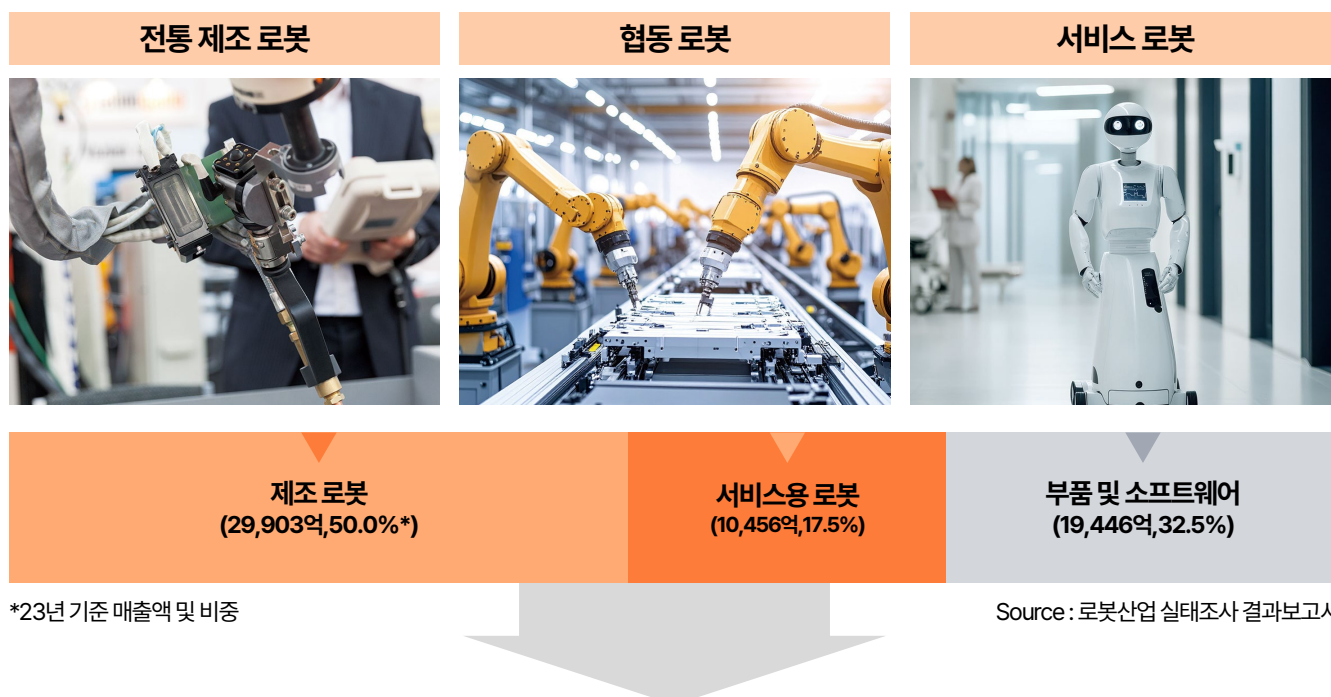 전통 제조 로봇
협동 로봇
서비스 로봇
제조 로봇
(29,903억,50.0%*)
서비스용 로봇
(10,456억,17.5%)
부품 및 소프트웨어
(19,446억,32.5%)
*23년 기준 매출액 및 비중
Source : 로봇산업 실태조사 결과보고서